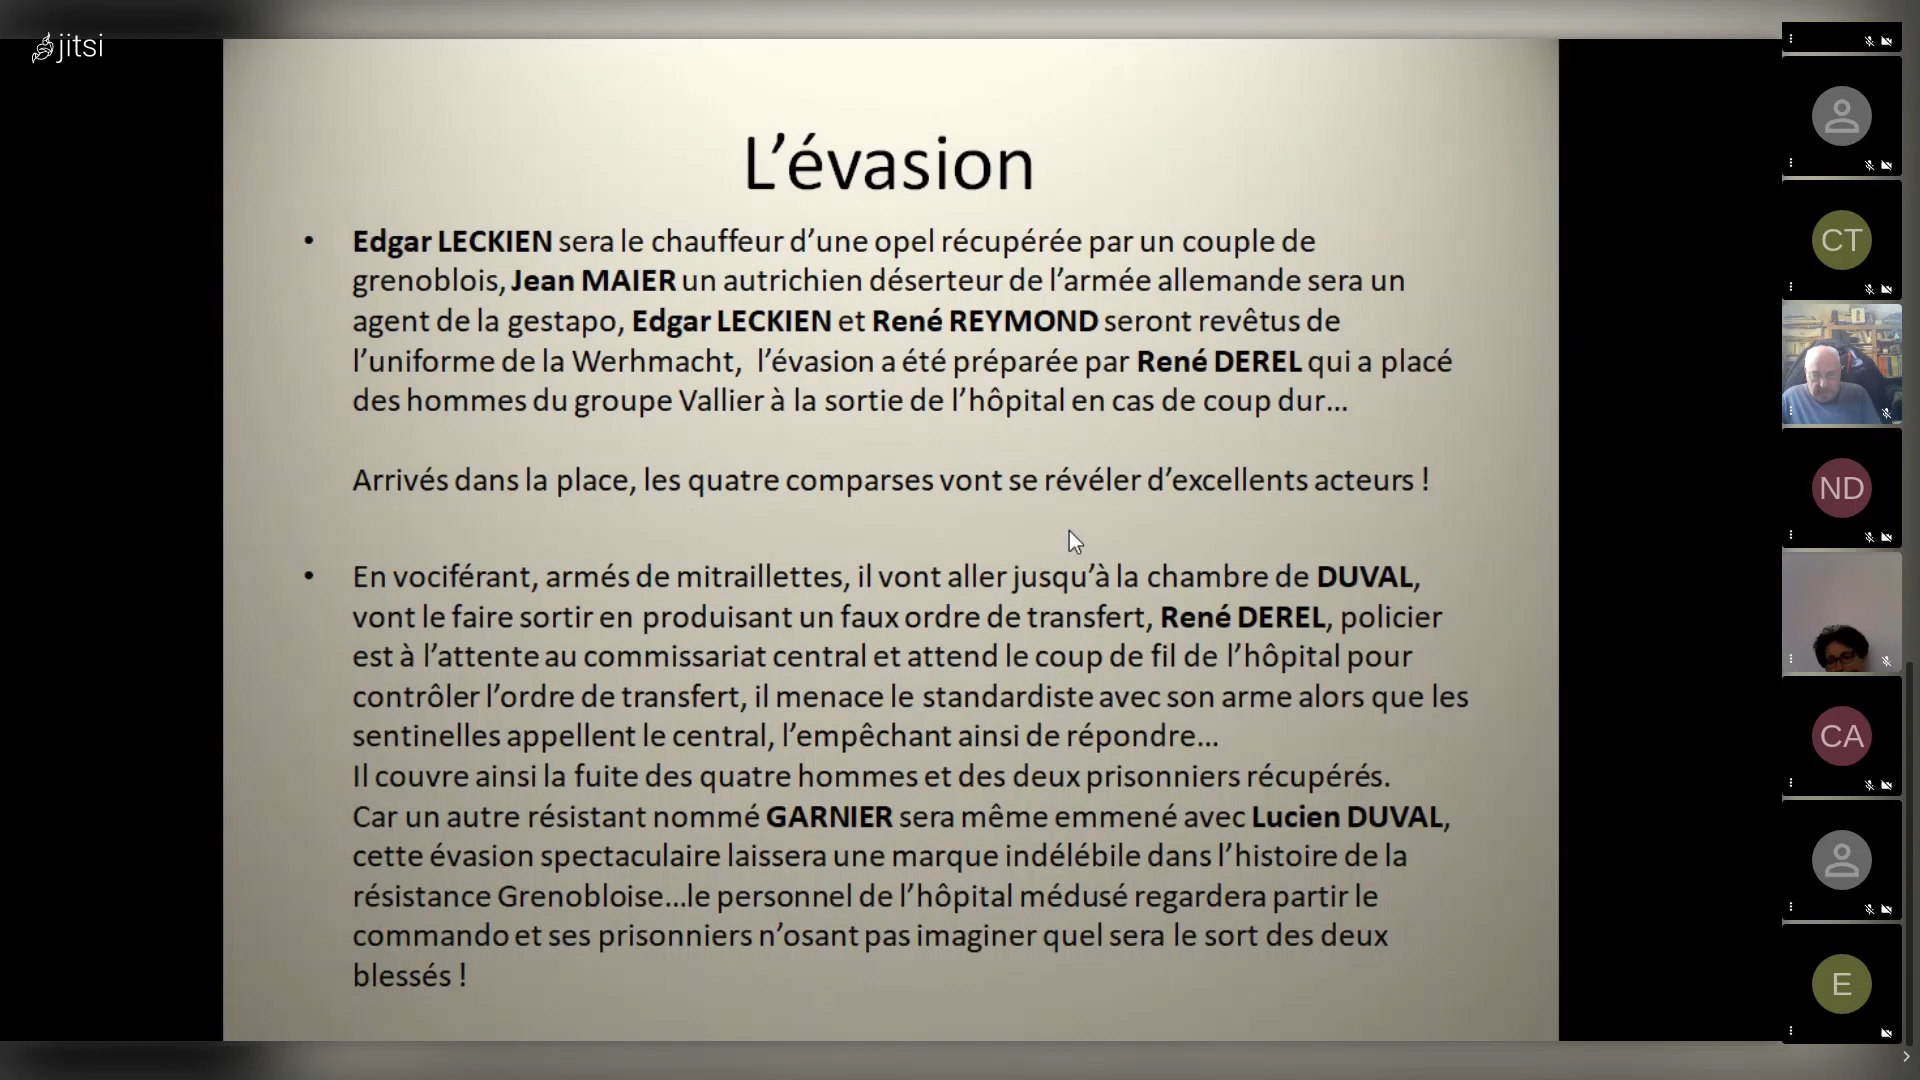 jitsi
L’évasion
• Edgar LECKIEN sera le chauffeur d’une opel récupérée par un couple de
grenoblois, Jean MAIER un autrichien déserteur de l’armée allemande sera un
agent de la gestapo, Edgar LECKIEN et René REYMOND seront revêtus de
l’uniforme de la Werhmacht,  l’évasion a été préparée par René DEREL qui a placé
des hommes du groupe Vallier à la sortie de l’hôpital en cas de coup dur…
Arrivés dans la place, les quatre comparses vont se révéler d’excellents acteurs !
• En vociférant, armés de mitraillettes, il vont aller jusqu’à la chambre de DUVAL,
vont le faire sortir en produisant un faux ordre de transfert, René DEREL, policier
est à l’attente au commissariat central et attend le coup de fil de l’hôpital pour
contrôler l’ordre de transfert, il menace le standardiste avec son arme alors que les
sentinelles appellent le central, l’empêchant ainsi de répondre…
Il couvre ainsi la fuite des quatre hommes et des deux prisonniers récupérés.
Car un autre résistant nommé GARNIER sera même emmené avec Lucien DUVAL,
cette évasion spectaculaire laissera une marque indélébile dans l’histoire de la
résistance Grenobloise…le personnel de l’hôpital médusé regardera partir le
commando et ses prisonniers n’osant pas imaginer quel sera le sort des deux
blessés !
CT
ND
CA
E